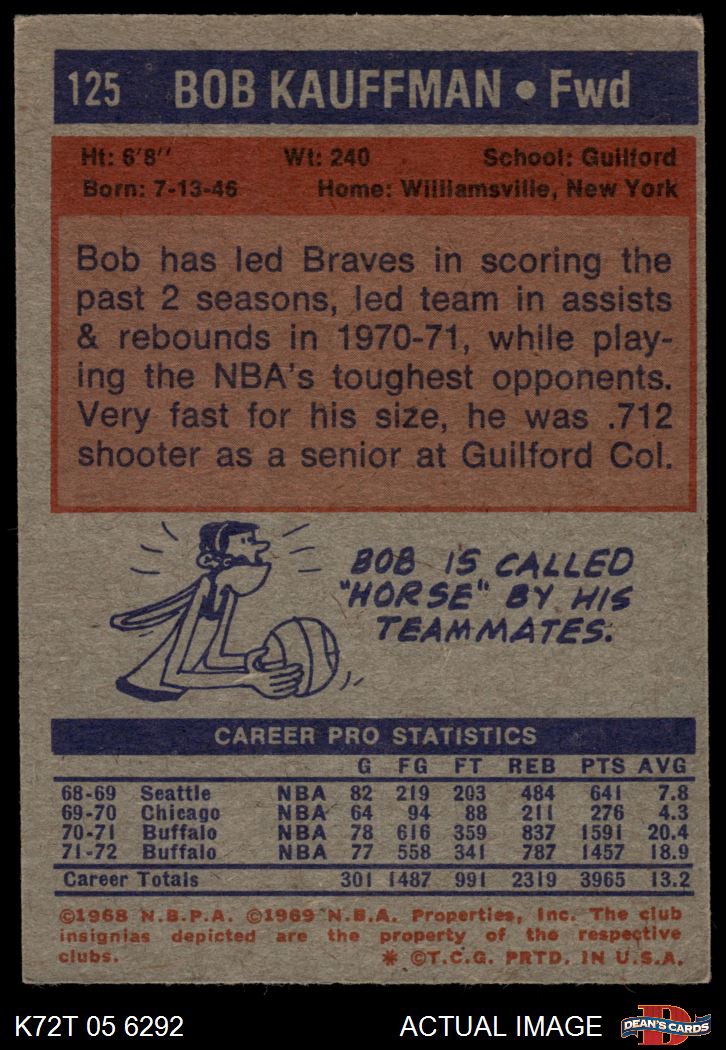 125 BOB KAUFFMAN • Fwd
Ht: 6'8'' Wt: 240 School: Guilford
Born: 7-13-46 Home: Williamsville, New York
Bob has led Braves in scoring the
past 2 seasons, led team in assists
& rebounds in 1970-71, while play-
ing the NBA's toughest opponents.
Very fast for his size, he was .712
shooter as a senior at Guilford Col.
BOB IS CALLED
"HORSE" BY HIS
TEAMMATES.
CAREER PRO STATISTICS
G FG FT REB PTS AVG
68-69 Seattle NBA 82 219 203 484 641 7.8
69-70 Chicago NBA 64 94 88 211 276 4.3
70-71 Buffalo NBA 78 616 359 837 1591 20.4
71-72 Buffalo NBA 77 558 341 787 1457 18.9
Career Totals 301 1487 991 2319 3965 13.2
©1968 N.B.P.A. ©1969 N.B.A. Properties, Inc. The club
insignias depicted are the property of the respective
clubs. * ©T.C.G. PRTD. IN U.S.A.
K72T 05 6292 ACTUAL IMAGE D DEAN'S CARDS